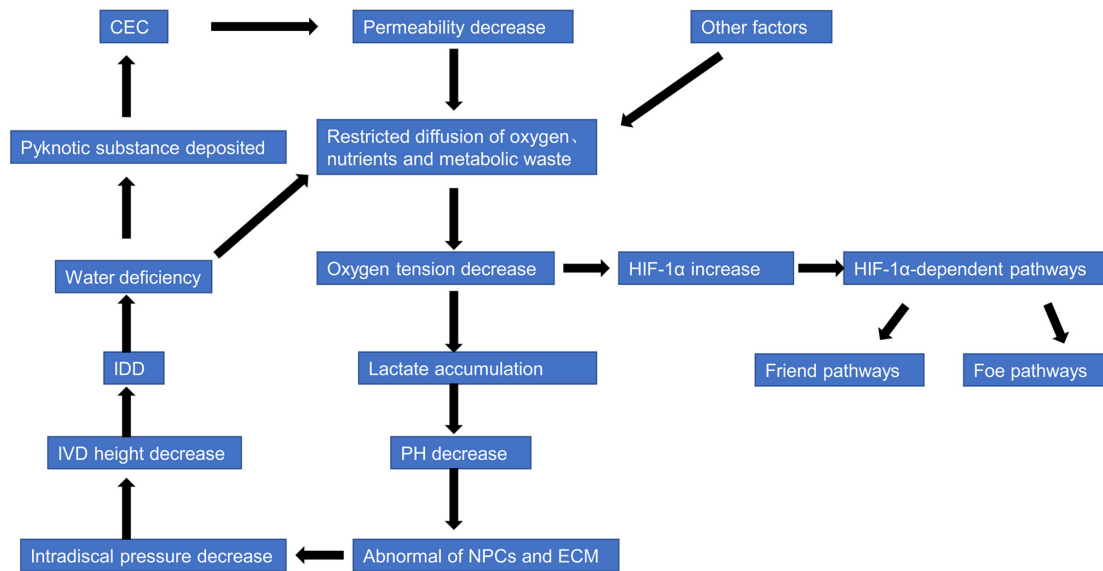 CEC
Permeability decrease
Other factors
Pyknotic substance deposited
Restricted diffusion of oxygen、
nutrients and metabolic waste
Water deficiency
Oxygen tension decrease
HIF-1α increase
HIF-1α-dependent pathways
IDD
Lactate accumulation
Friend pathways
Foe pathways
IVD height decrease
PH decrease
Intradiscal pressure decrease
Abnormal of NPCs and ECM